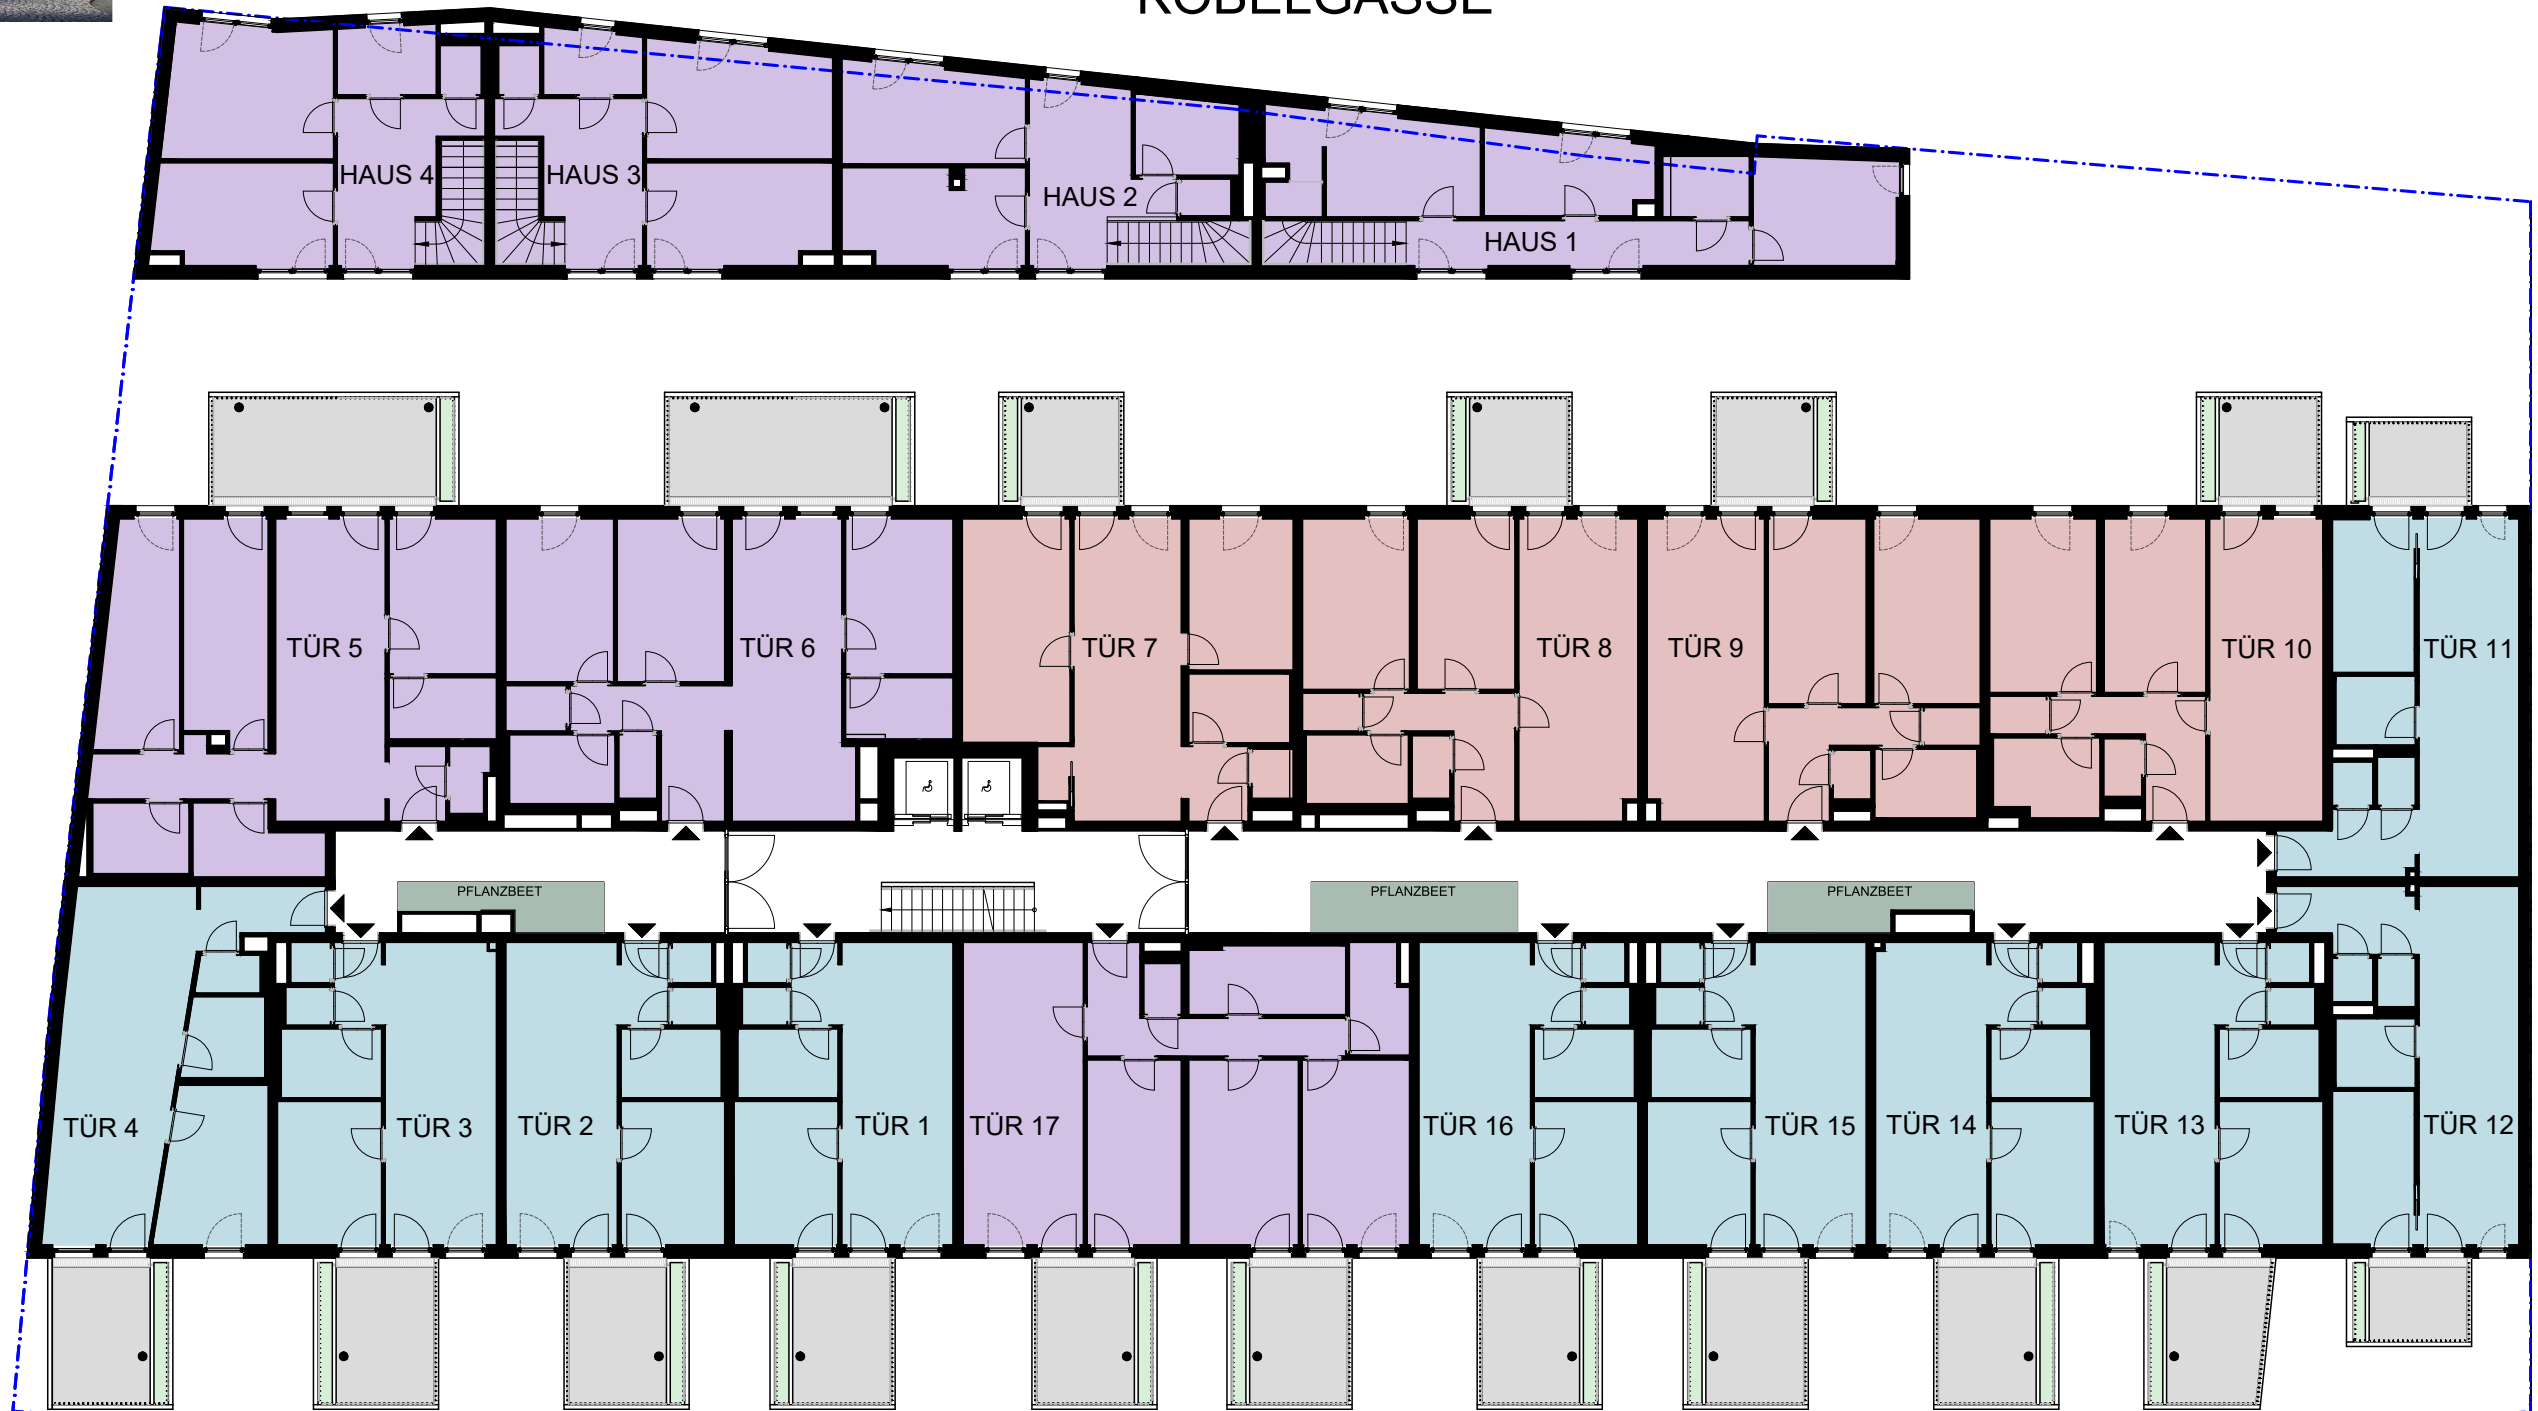 KOBELGASSE
HAUS 4
HAUS 3
HAUS 2
HAUS 1
TÜR 5
TÜR 6
TÜR 7
TÜR 8
TÜR 9
TÜR 10
TÜR 11
PFLANZBEET
PFLANZBEET
PFLANZBEET
TÜR 4
TÜR 3
TÜR 2
TÜR 1
TÜR 17
TÜR 16
TÜR 15
TÜR 14
TÜR 13
TÜR 12